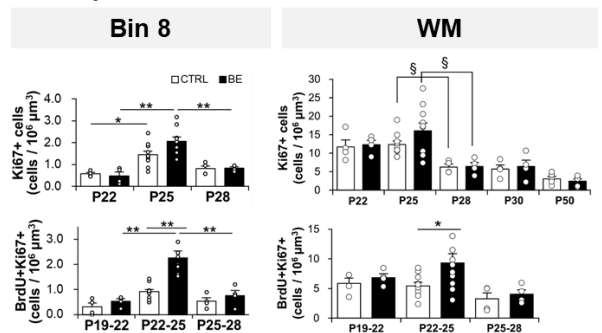 Bin 8
WM
CTRL BE
Ki67+ cells
(cells / 10⁶ μm³)
4.0
3.0
2.0
1.0
0.0
* ** **
P22 P25 P28
Ki67+ cells
(cells / 10⁶ μm³)
30
25
20
15
10
5
0
§ §
P22 P25 P28 P30 P50
BrdU+Ki67+
(cells / 10⁶ μm³)
3.0
2.0
1.0
0.0
** ** **
P19-22 P22-25 P25-28
BrdU+Ki67+
(cells / 10⁶ μm³)
15
10
5
0
*
P19-22 P22-25 P25-28